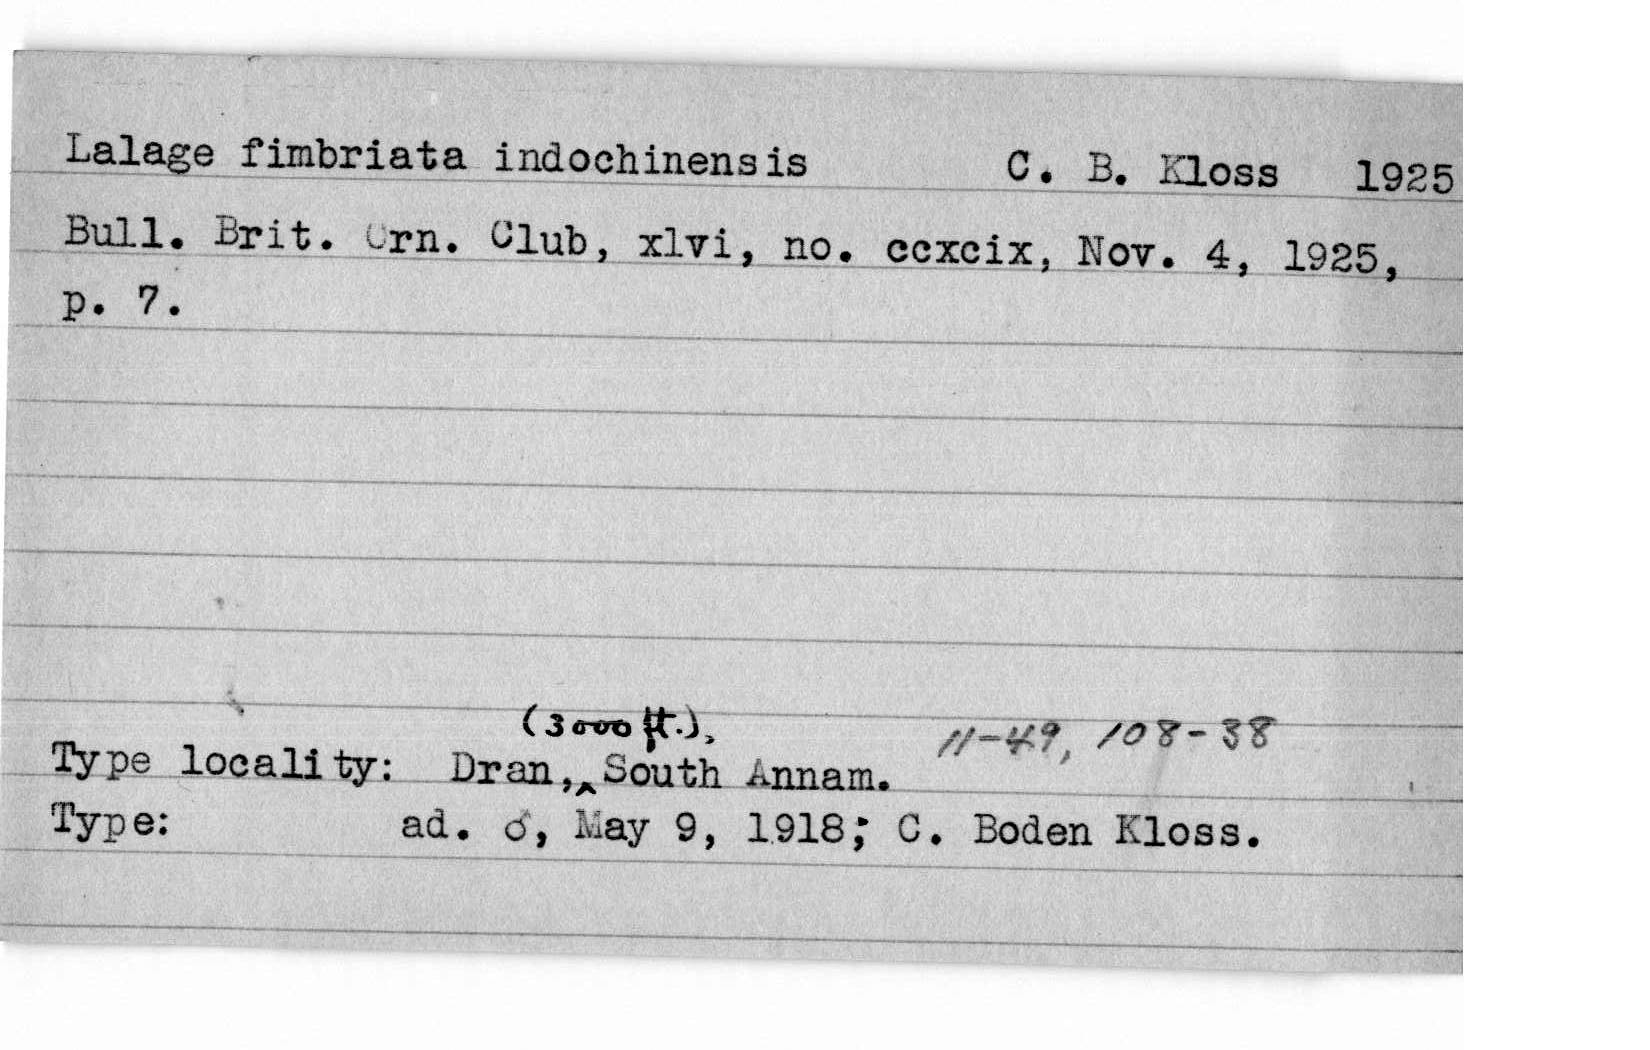 Lalage fimbriata indochinensis C. B. Kloss 1925
Bull. Brit. Orn. Club, xlvi, no. ccxcix, Nov. 4, 1925,
p. 7.
(3000 ft.),
11-49, 108-38
Type locality: Dran,‸South Annam.
Type: ad. ♂, May 9, 1918; C. Boden Kloss.